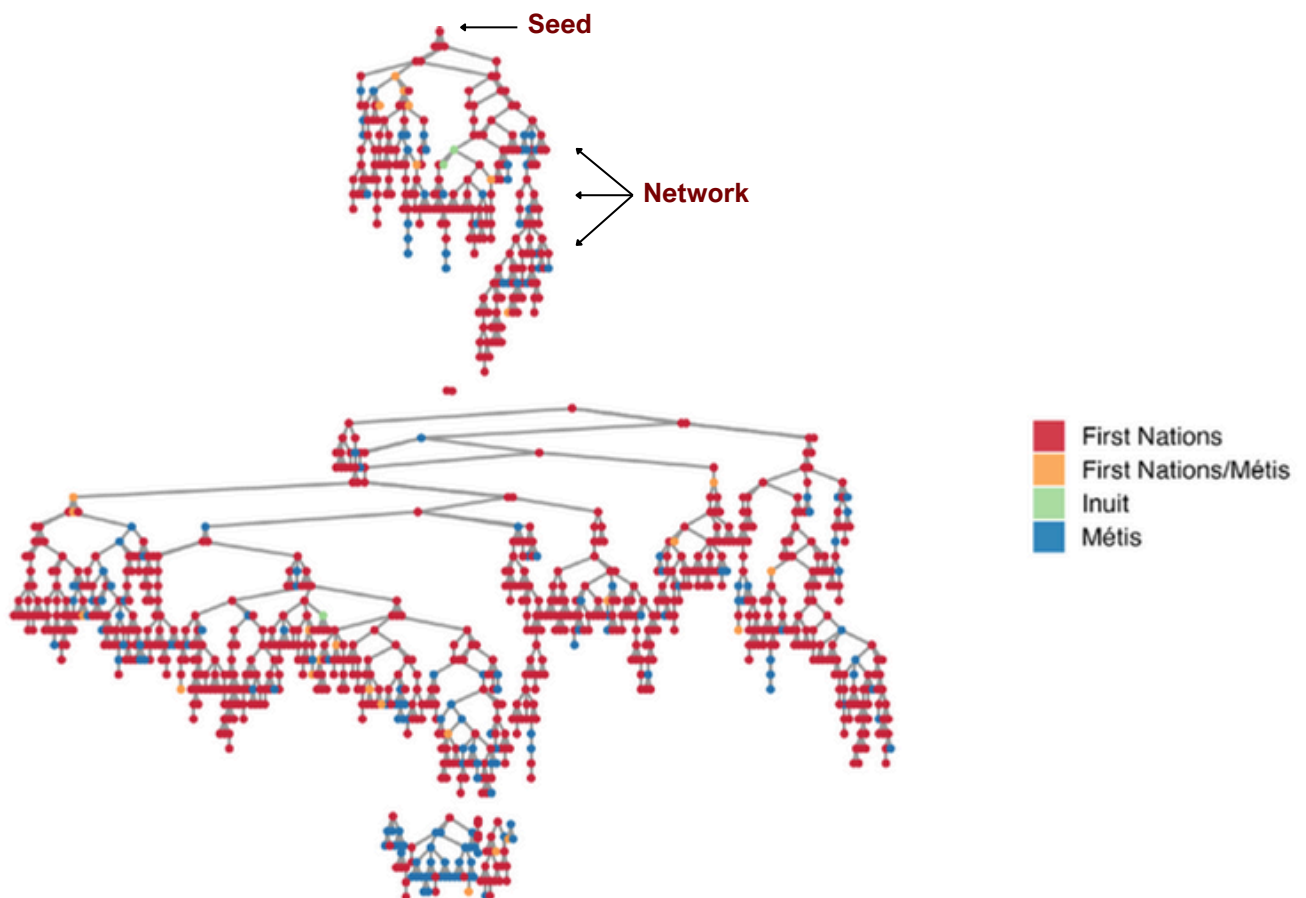 Seed
Network
First Nations
First Nations/Métis
Inuit
Métis